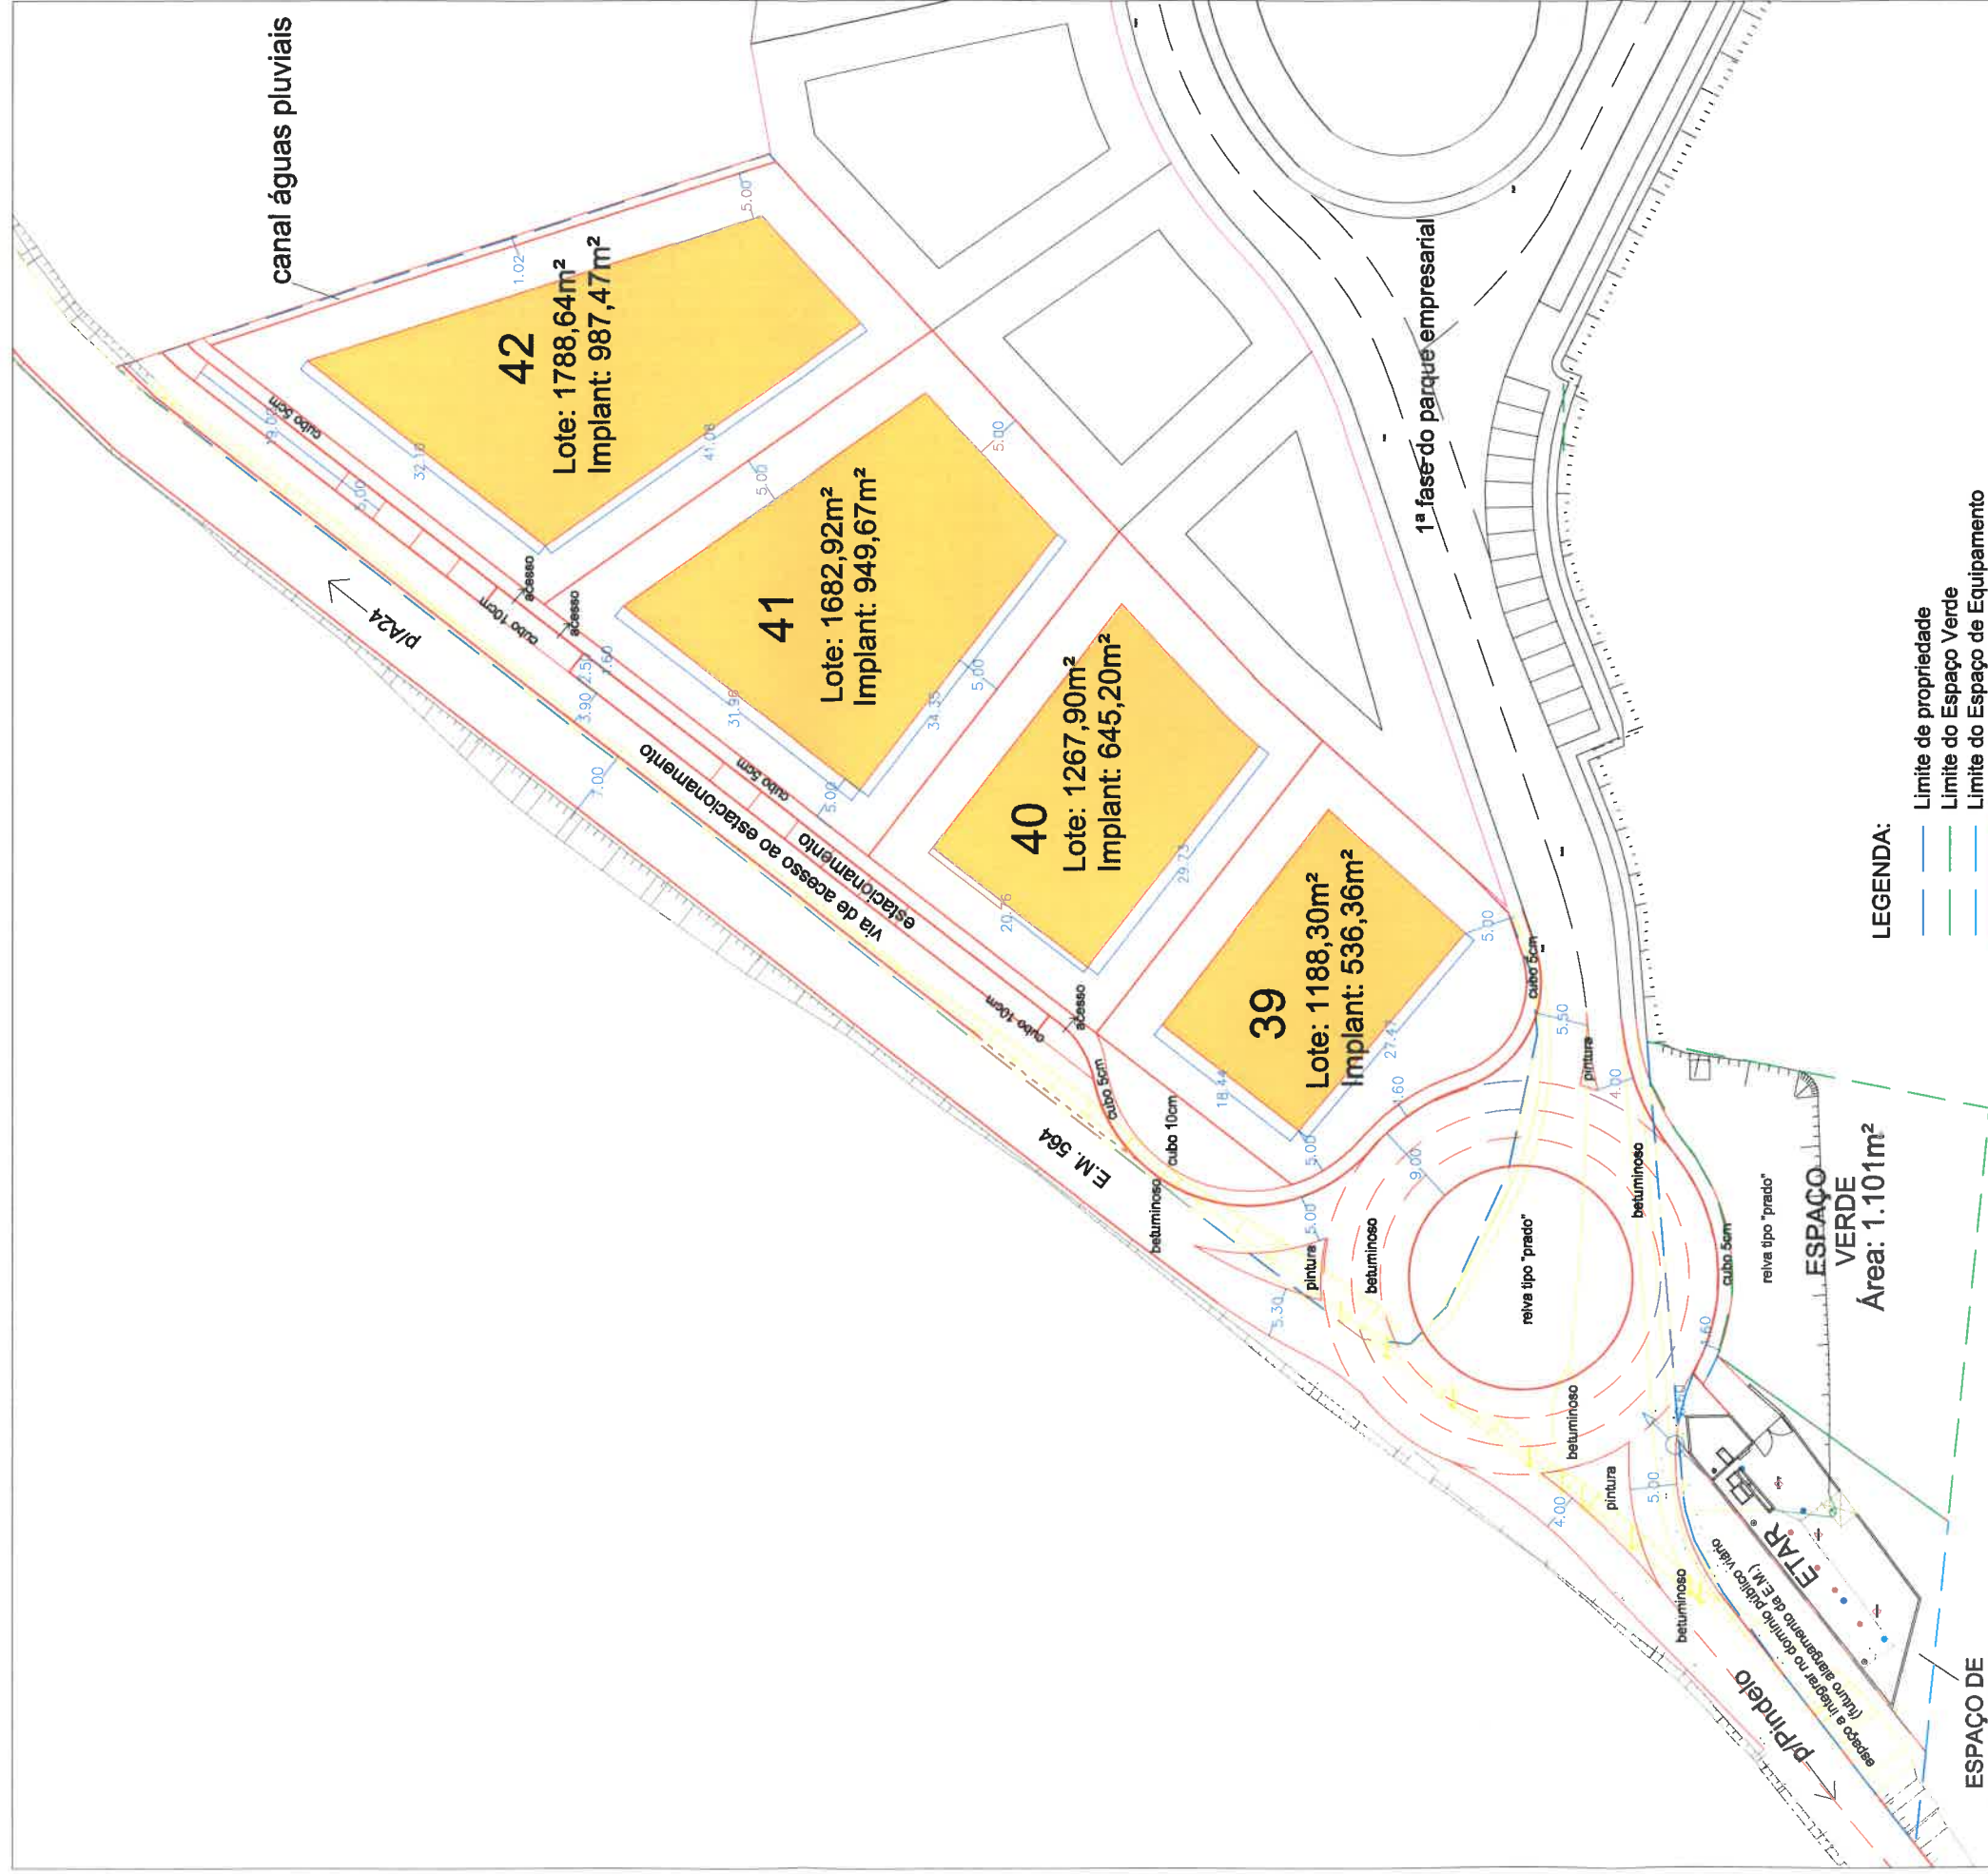 canal águas pluviais
1.02
5.00
42
Lote: 1788,64m²
Implant: 987,47m²
cubo 5cm
32.10
41.08
5.00
5.00
5.00
p/A24
acesso
cubo 10cm
acesso
41
Lote: 1682,92m²
Implant: 949,67m²
3.90
2.50
1.60
31.96
34.35
5.00
7.00
via de acesso ao estacionamento
cubo 5cm
5.00
estacionamento
40
Lote: 1267,90m²
Implant: 645,20m²
20.76
29.73
1ª fase do parque empresarial
39
Lote: 1188,30m²
Implant: 536,36m²
18.44
27.47
5.00
cubo 10cm
acesso
cubo 5cm
cubo 10cm
E.M. 564
betuminoso
5.00
1.60
9.00
cubo 5cm
5.50
pintura
4.00
5.00
pintura
5.30
betuminoso
relva tipo "prado"
betuminoso
cubo 5cm
1.60
relva tipo "prado"
ESPAÇO
VERDE
Área: 1.101m²
betuminoso
pintura
4.00
5.00
betuminoso
ETAR
espaço a integrar no domínio público viário
(futuro alargamento da E.M.)
p/Pindelo
ESPAÇO DE
LEGENDA:
Limite de propriedade
Limite do Espaço Verde
Limite do Espaço de Equipamento